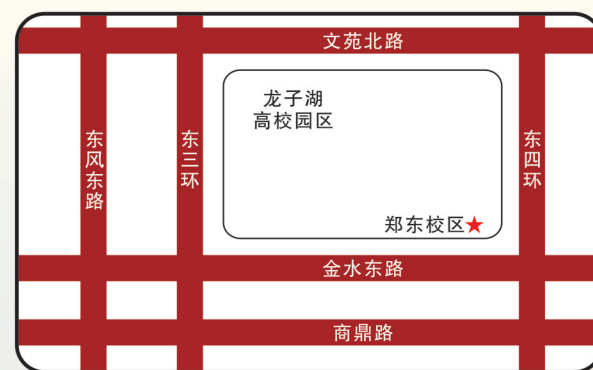 文苑北路
龙子湖
高校园区
东风东路
东三环
东四环
郑东校区
金水东路
商鼎路